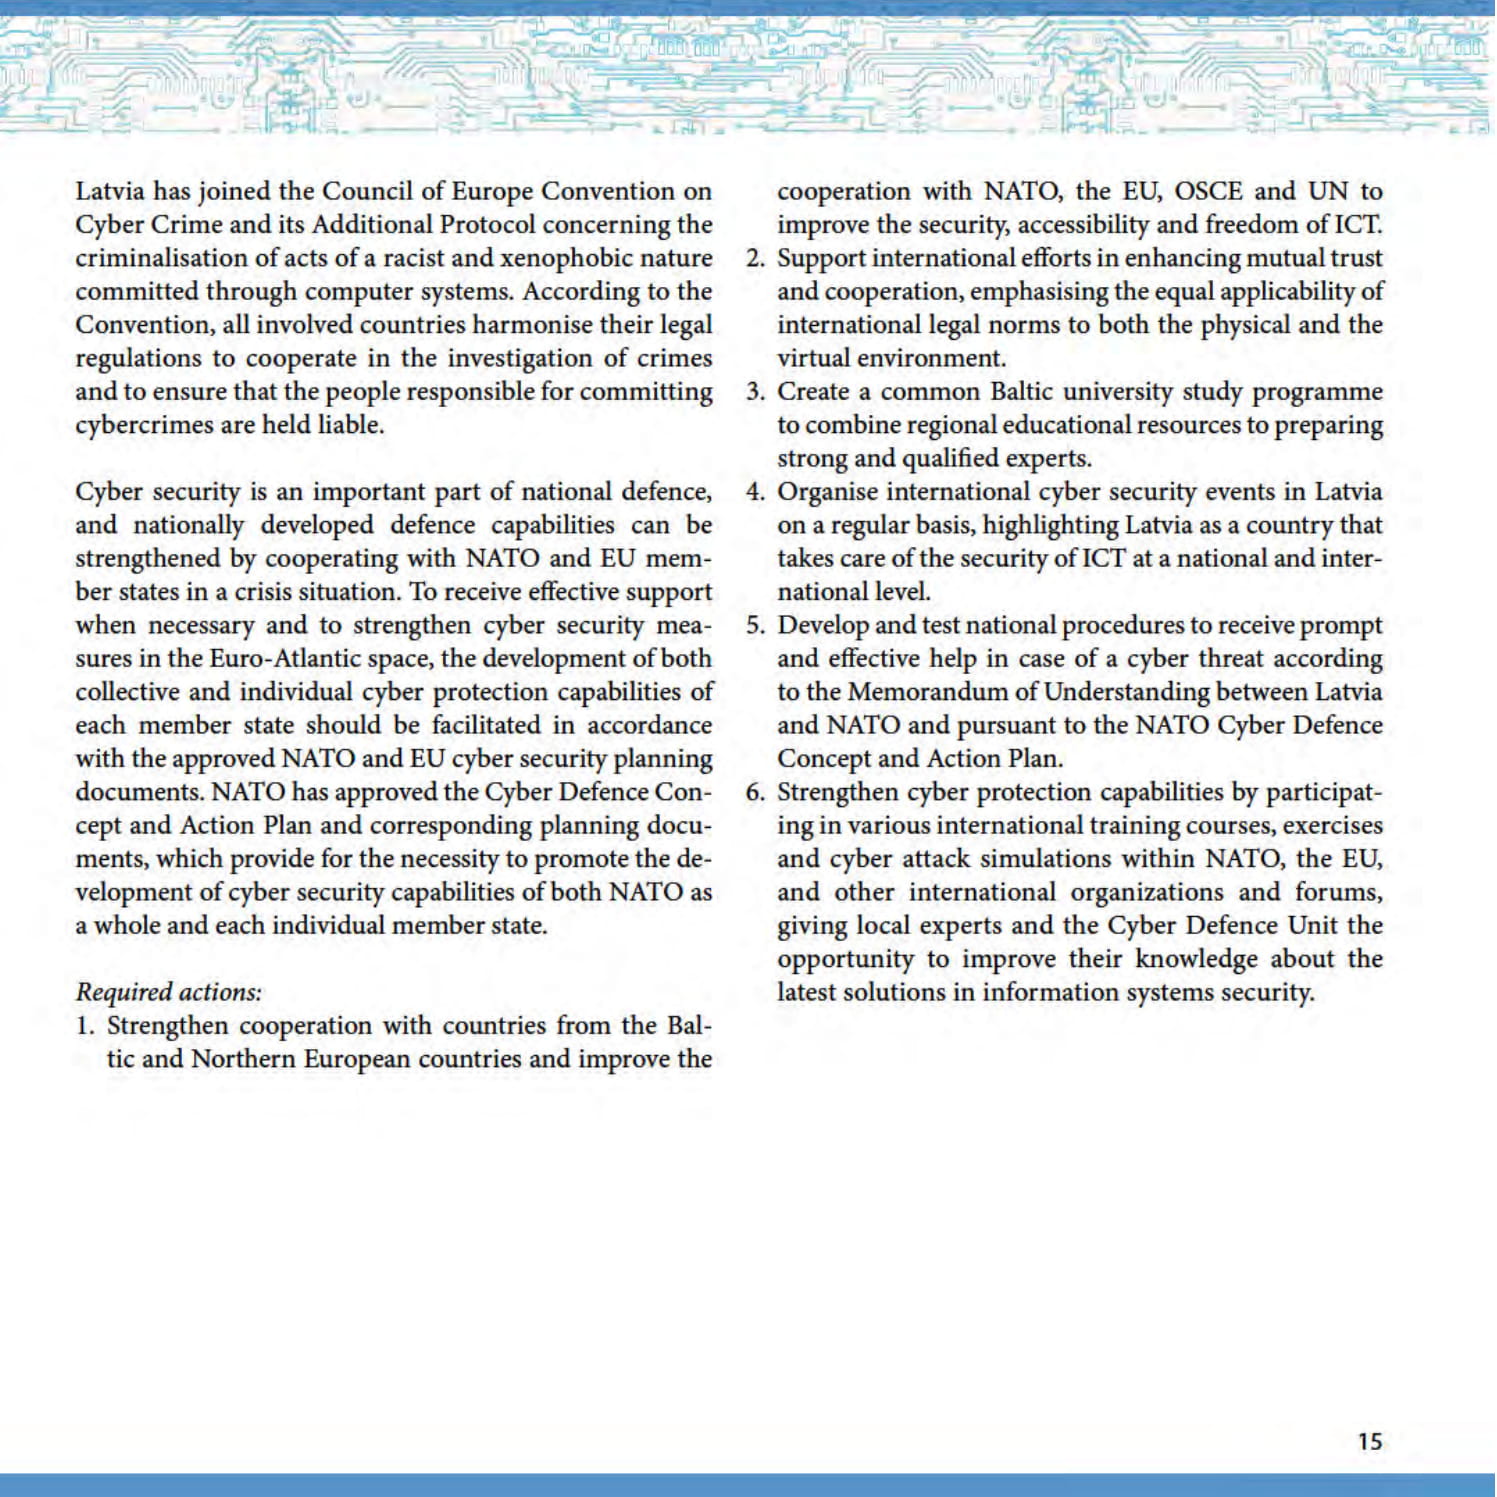 Latvia has joined the Council of Europe Convention on
Cyber Crime and its Additional Protocol concerning the
criminalisation of acts of a racist and xenophobic nature
committed through computer systems. According to the
Convention, all involved countries harmonise their legal
regulations to cooperate in the investigation of crimes
and to ensure that the people responsible for committing
cybercrimes are held liable.
Cyber security is an important part of national defence,
and nationally developed defence capabilities can be
strengthened by cooperating with NATO and EU mem-
ber states in a crisis situation. To receive effective support
when necessary and to strengthen cyber security mea-
sures in the Euro-Atlantic space, the development of both
collective and individual cyber protection capabilities of
each member state should be facilitated in accordance
with the approved NATO and EU cyber security planning
documents. NATO has approved the Cyber Defence Con-
cept and Action Plan and corresponding planning docu-
ments, which provide for the necessity to promote the de-
velopment of cyber security capabilities of both NATO as
a whole and each individual member state.
Required actions:
1. Strengthen cooperation with countries from the Bal-
tic and Northern European countries and improve the
cooperation with NATO, the EU, OSCE and UN to
improve the security, accessibility and freedom of ICT.
2. Support international efforts in enhancing mutual trust
and cooperation, emphasising the equal applicability of
international legal norms to both the physical and the
virtual environment.
3. Create a common Baltic university study programme
to combine regional educational resources to preparing
strong and qualified experts.
4. Organise international cyber security events in Latvia
on a regular basis, highlighting Latvia as a country that
takes care of the security of ICT at a national and inter-
national level.
5. Develop and test national procedures to receive prompt
and effective help in case of a cyber threat according
to the Memorandum of Understanding between Latvia
and NATO and pursuant to the NATO Cyber Defence
Concept and Action Plan.
6. Strengthen cyber protection capabilities by participat-
ing in various international training courses, exercises
and cyber attack simulations within NATO, the EU,
and other international organizations and forums,
giving local experts and the Cyber Defence Unit the
opportunity to improve their knowledge about the
latest solutions in information systems security.
15